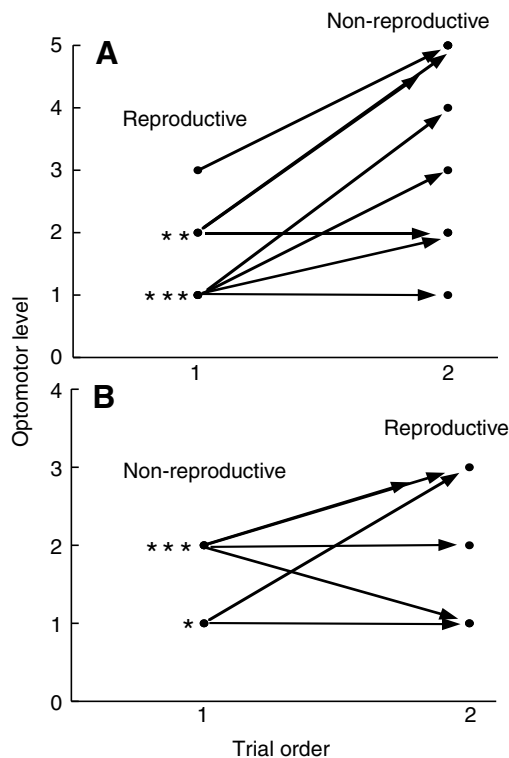 Non-reproductive
A
5
Reproductive
4
3
* *
2
* * *
1
0
1 2
Optomotor level
B
4
Reproductive
Non-reproductive
3
* * *
2
*
1
0
1 2
Trial order